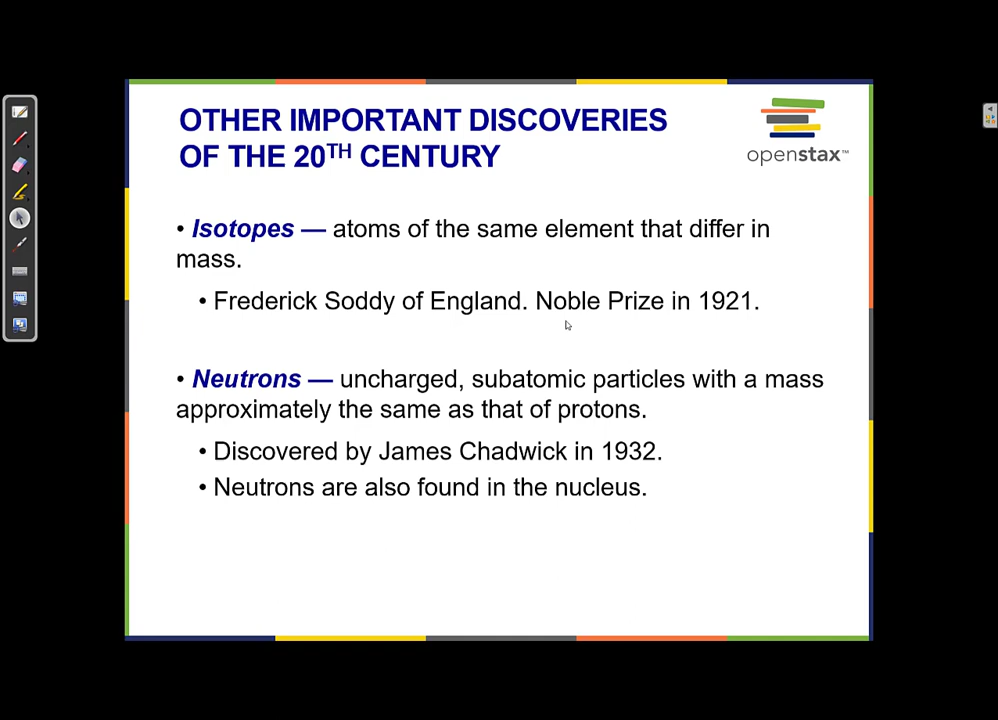 OTHER IMPORTANT DISCOVERIES
OF THE 20TH CENTURY
openstax™
• Isotopes — atoms of the same element that differ in
mass.
• Frederick Soddy of England. Noble Prize in 1921.
• Neutrons — uncharged, subatomic particles with a mass
approximately the same as that of protons.
• Discovered by James Chadwick in 1932.
• Neutrons are also found in the nucleus.